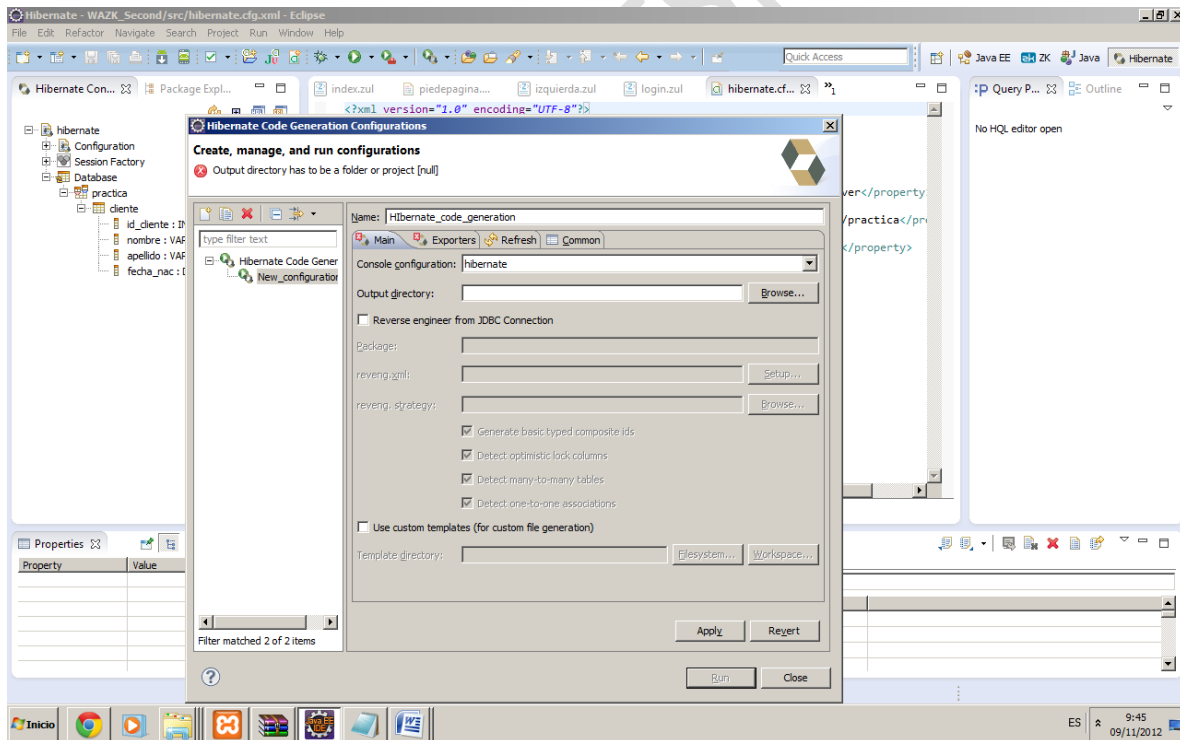 Hibernate - WAZK_Second/src/hibernate.cfg.xml - Eclipse
File Edit Refactor Navigate Search Project Run Window Help
Quick Access
Java EE ZK Java Hibernate
Hibernate Con... Package Expl...
index.zul piedepagina.... izquierda.zul login.zul hibernate.cf... »1
Query P... Outline
<?xml version="1.0" encoding="UTF-8"?>
No HQL editor open
hibernate
Configuration
Session Factory
Database
practica
cliente
id_cliente : IN
nombre : VAR
apellido : VAR
fecha_nac : D
ver</property
/practica</pro
</property>
Hibernate Code Generation Configurations
Create, manage, and run configurations
Output directory has to be a folder or project [null]
type filter text
Hibernate Code Gener
New_configuration
Filter matched 2 of 2 items
Name: HIbernate_code_generation
Main Exporters Refresh Common
Console configuration: hibernate
Output directory: Browse...
Reverse engineer from JDBC Connection
Package:
reveng.xml: Setup...
reveng. strategy: Browse...
Generate basic typed composite ids
Detect optimistic lock columns
Detect many-to-many tables
Detect one-to-one associations
Use custom templates (for custom file generation)
Template directory: Filesystem... Workspace...
Apply Revert
? Run Close
Properties
Property Value
Inicio
ES 9:45
09/11/2012